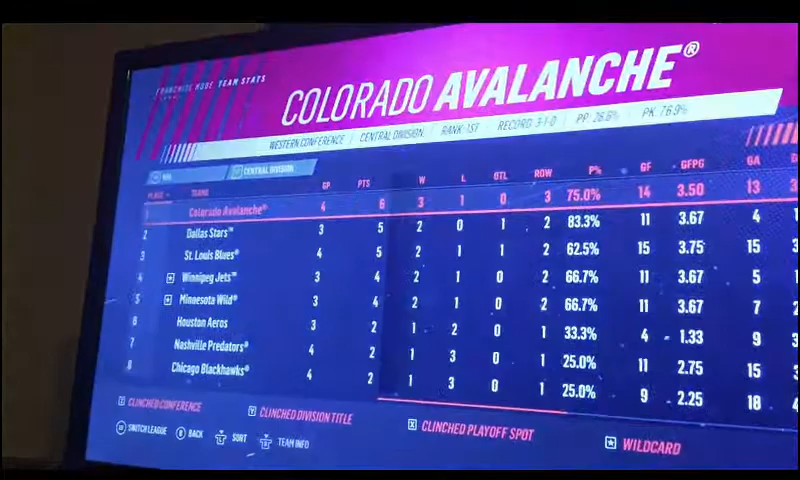 FRANCHISE MODE TEAM STATS
COLORADO AVALANCHE®
WESTERN CONFERENCE / CENTRAL DIVISION / RANK: 1ST / RECORD: 3-1-0 / PP: 28.6% / PK: 76.9%
NHL CENTRAL DIVISION
PLACE TEAMS GP PTS W L OTL ROW P% GF GFPG GA
1 Colorado Avalanche® 4 6 3 1 0 3 75.0% 14 3.50 13 3
2 Dallas Stars™ 3 5 2 0 1 2 83.3% 11 3.67 4
3 St. Louis Blues® 4 5 2 1 1 2 62.5% 15 3.75 15 3
4 Winnipeg Jets™ 3 4 2 1 0 2 66.7% 11 3.67 5
5 Minnesota Wild® 3 4 2 1 0 2 66.7% 11 3.67 7
6 Houston Aeros 3 2 1 2 0 1 33.3% 4 1.33 9
7 Nashville Predators® 4 2 1 3 0 1 25.0% 11 2.75 15
8 Chicago Blackhawks® 4 2 1 3 0 1 25.0% 9 2.25 18
Z CLINCHED CONFERENCE Y CLINCHED DIVISION TITLE X CLINCHED PLAYOFF SPOT WILDCARD
SWITCH LEAGUE B BACK SORT TEAM INFO